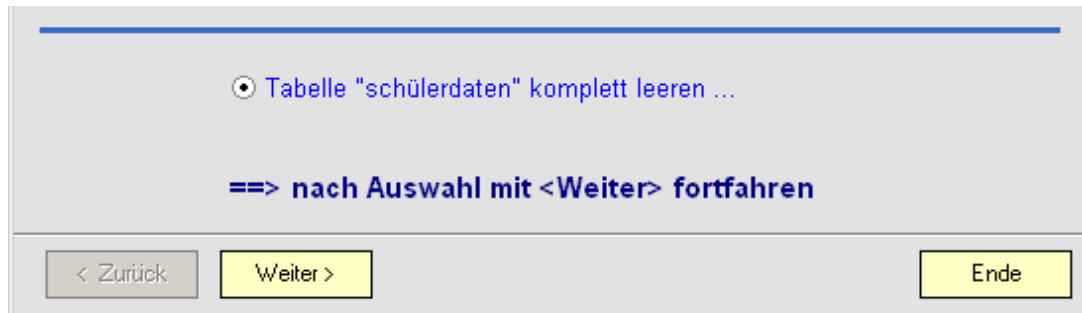 Tabelle "schülerdaten" komplett leeren ...
==> nach Auswahl mit <Weiter> fortfahren
< Zurück
Weiter >
Ende